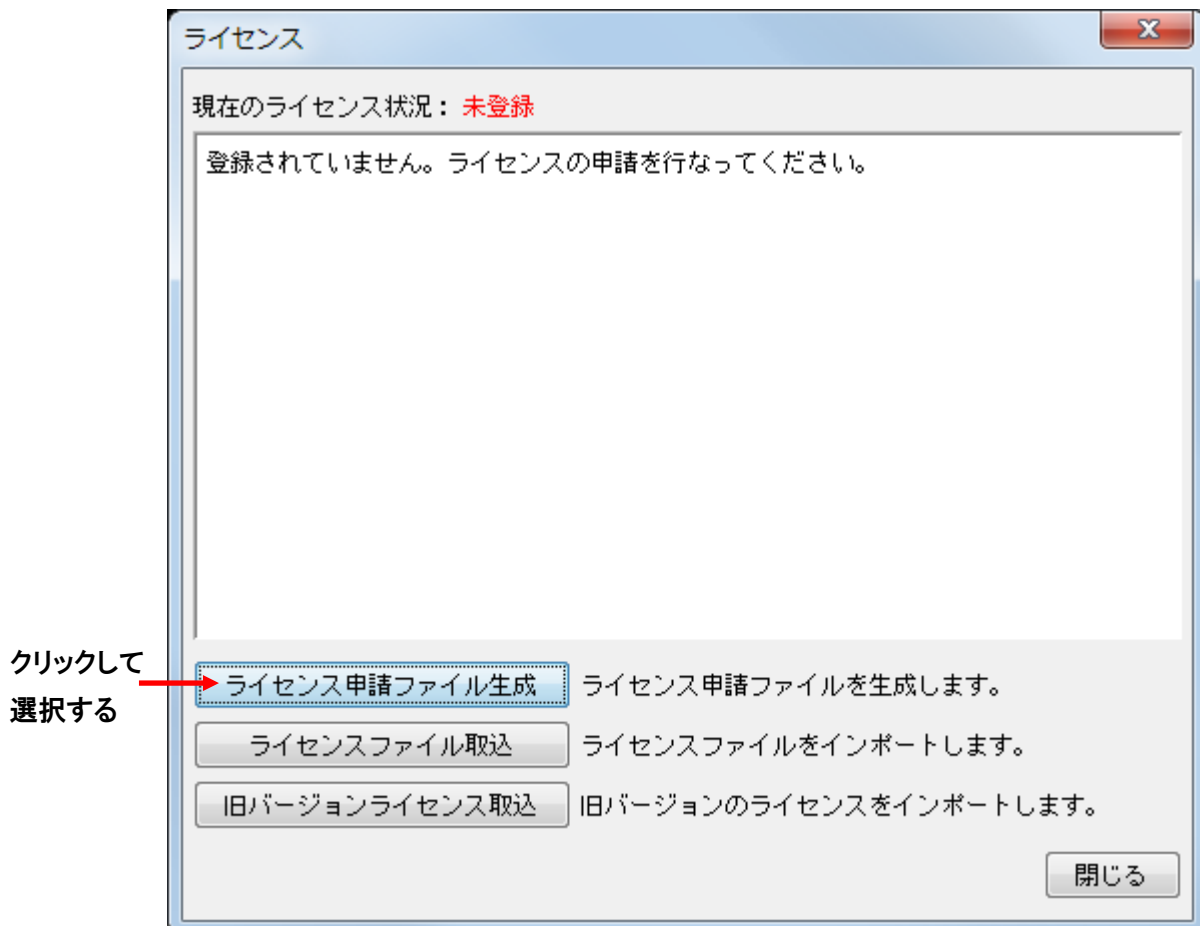 ライセンス
現在のライセンス状況： 未登録
登録されていません。ライセンスの申請を行なってください。
クリックして
選択する
ライセンス申請ファイル生成 ライセンス申請ファイルを生成します。
ライセンスファイル取込 ライセンスファイルをインポートします。
旧バージョンライセンス取込 旧バージョンのライセンスをインポートします。
閉じる